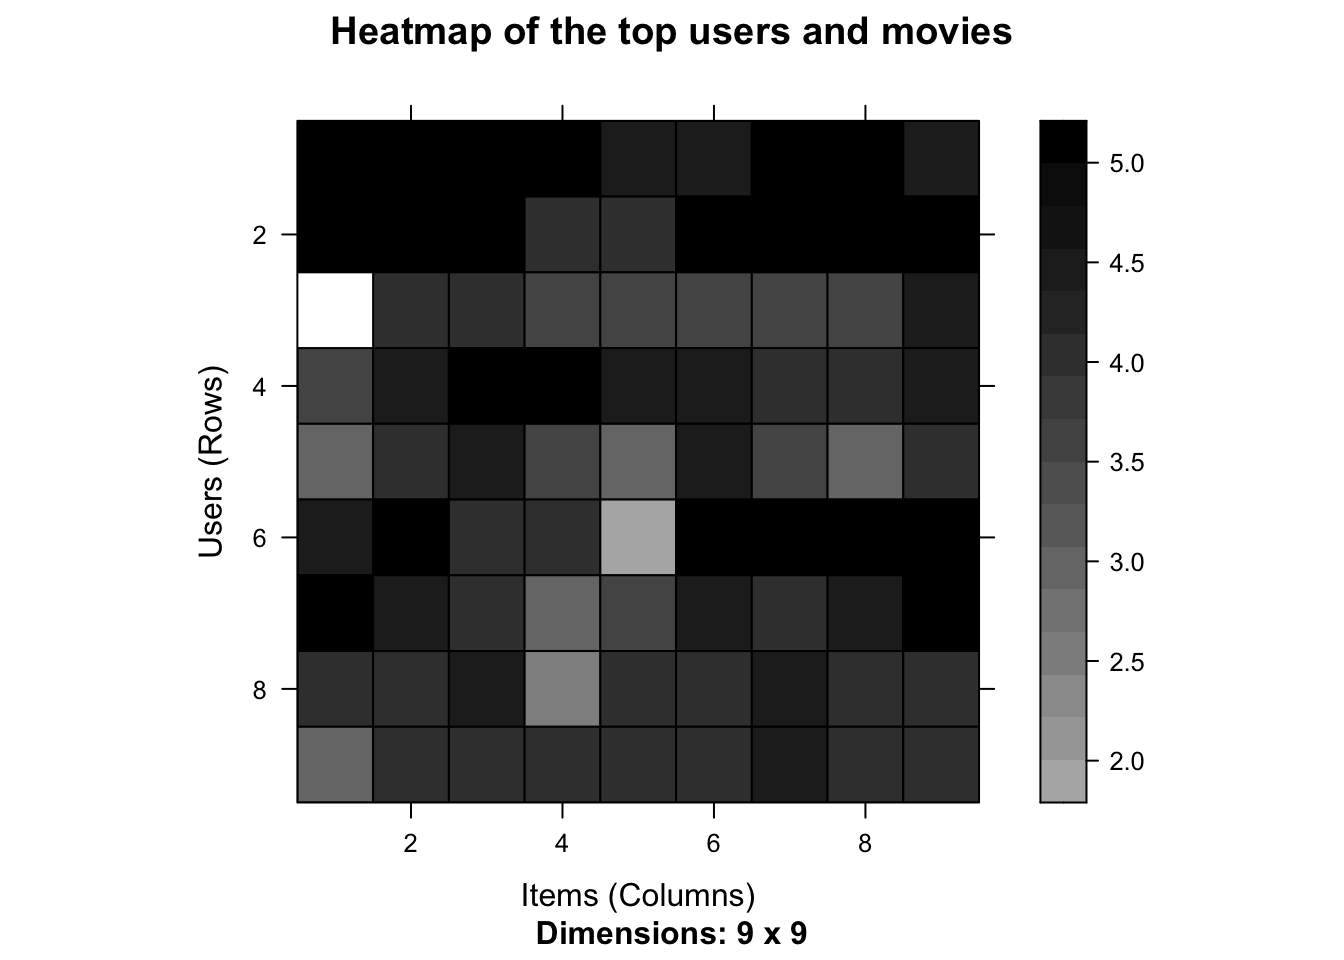 Heatmap of the top users and movies
5.0
4.5
4.0
3.5
3.0
2.5
2.0
2
4
6
8
Users (Rows)
2 4 6 8
Items (Columns)
Dimensions: 9 x 9